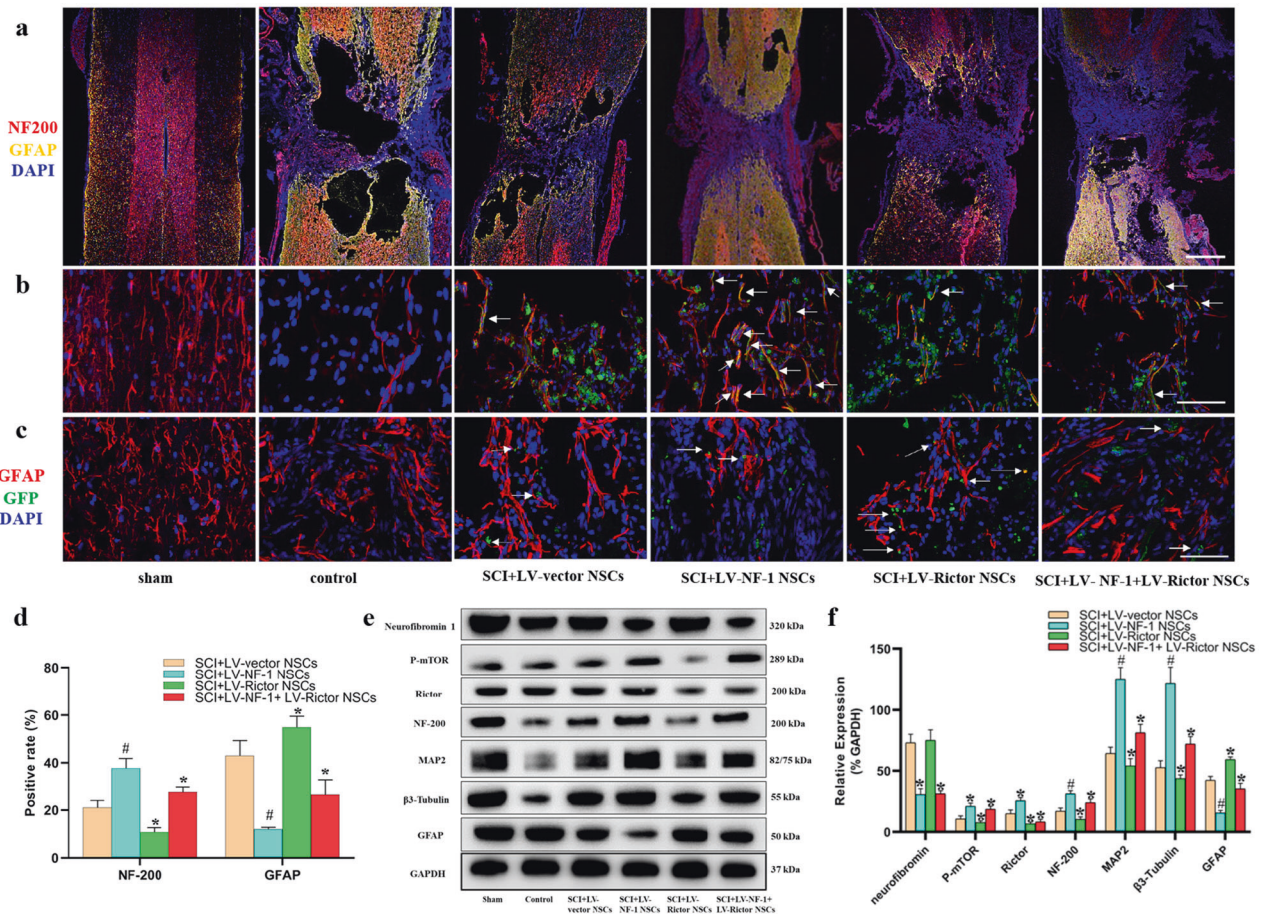 a
NF200
GFAP
DAPI
b
c
GFAP
GFP
DAPI
sham control SCI+LV-vector NSCs SCI+LV-NF-1 NSCs SCI+LV-Rictor NSCs SCI+LV- NF-1+LV-Rictor NSCs
d
SCI+LV-vector NSCs
SCI+LV-NF-1 NSCs
SCI+LV-Rictor NSCs
SCI+LV-NF-1+ LV-Rictor NSCs
Positive rate (%)
80
60
40
20
0
# * * # * *
NF-200 GFAP
e
Neurofibromin 1 320 kDa
P-mTOR 289 kDa
Rictor 200 kDa
NF-200 200 kDa
MAP2 82/75 kDa
β3-Tubulin 55 kDa
GFAP 50 kDa
GAPDH 37 kDa
Sham Control SCI+LV- SCI+LV- SCI+LV- SCI+LV-NF-1+
vector NSCs NF-1 NSCs Rictor NSCs LV-Rictor NSCs
f
SCI+LV-vector NSCs
SCI+LV-NF-1 NSCs
SCI+LV-Rictor NSCs
SCI+LV-NF-1+ LV-Rictor NSCs
Relative Expression
(% GAPDH)
150
100
50
0
* * * * * * * * # * * # * * # * * # * *
neurofibromin P-mTOR Rictor NF-200 MAP2 β3-Tubulin GFAP